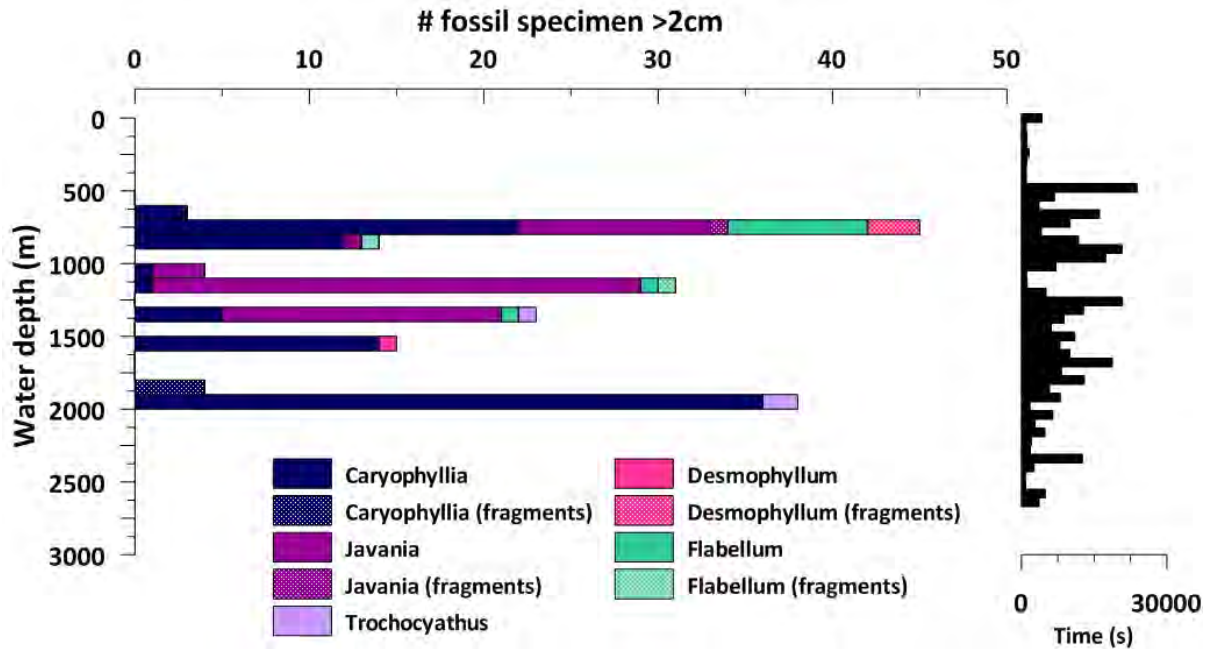 # fossil specimen >2cm
0 10 20 30 40 50
0
500
1000
1500
2000
2500
3000
Water depth (m)
Caryophyllia
Caryophyllia (fragments)
Javania
Javania (fragments)
Trochocyathus
Desmophyllum
Desmophyllum (fragments)
Flabellum
Flabellum (fragments)
0 30000
Time (s)